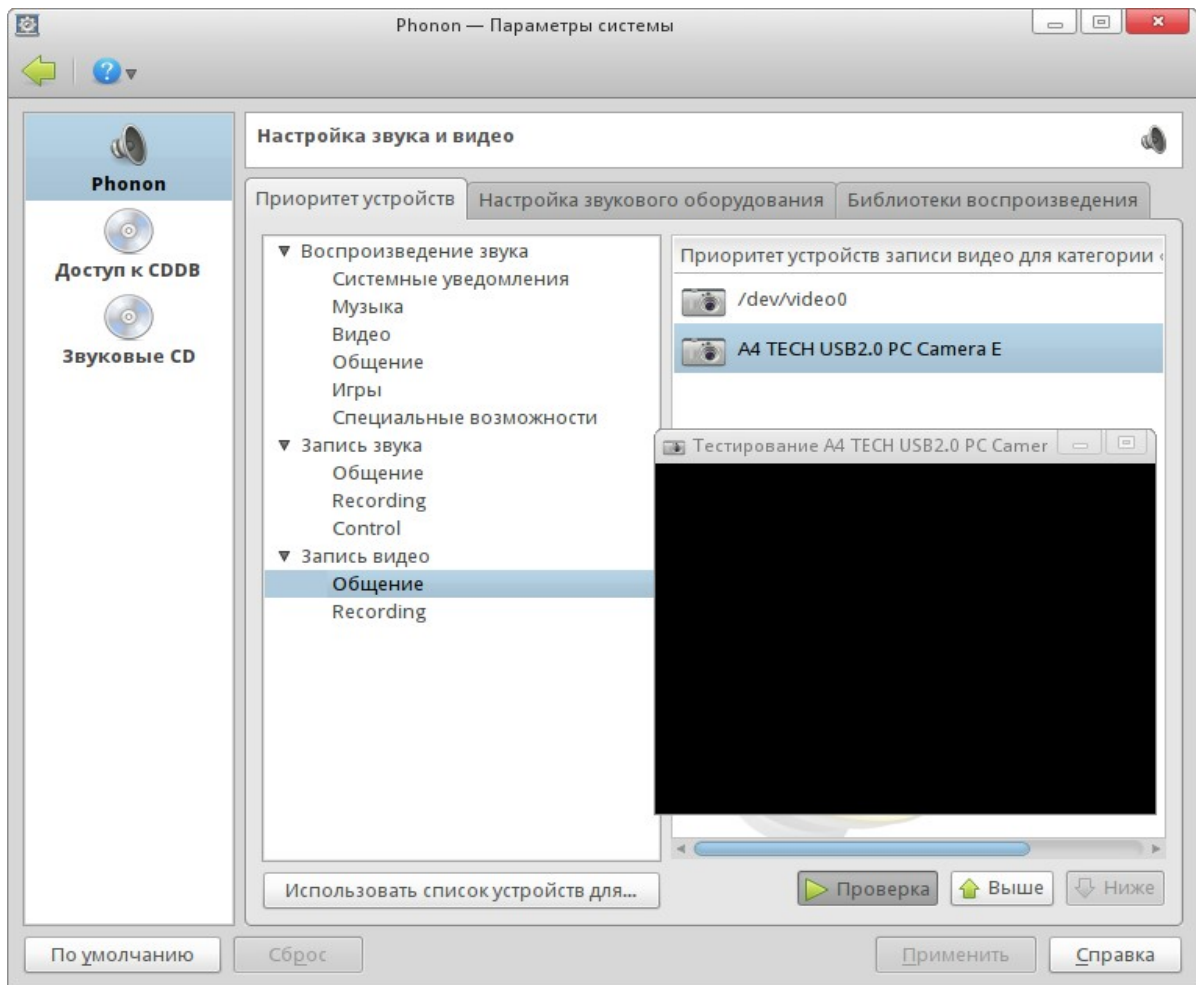 Phonon — Параметры системы
Phonon
Доступ к CDDB
Звуковые CD
Настройка звука и видео
Приоритет устройств
Настройка звукового оборудования
Библиотеки воспроизведения
Воспроизведение звука
Системные уведомления
Музыка
Видео
Общение
Игры
Специальные возможности
Запись звука
Общение
Recording
Control
Запись видео
Общение
Recording
Использовать список устройств для...
Приоритет устройств записи видео для категории «
/dev/video0
A4 TECH USB2.0 PC Camera E
Тестирование A4 TECH USB2.0 PC Camer
Проверка
Выше
Ниже
По умолчанию
Сброс
Применить
Справка